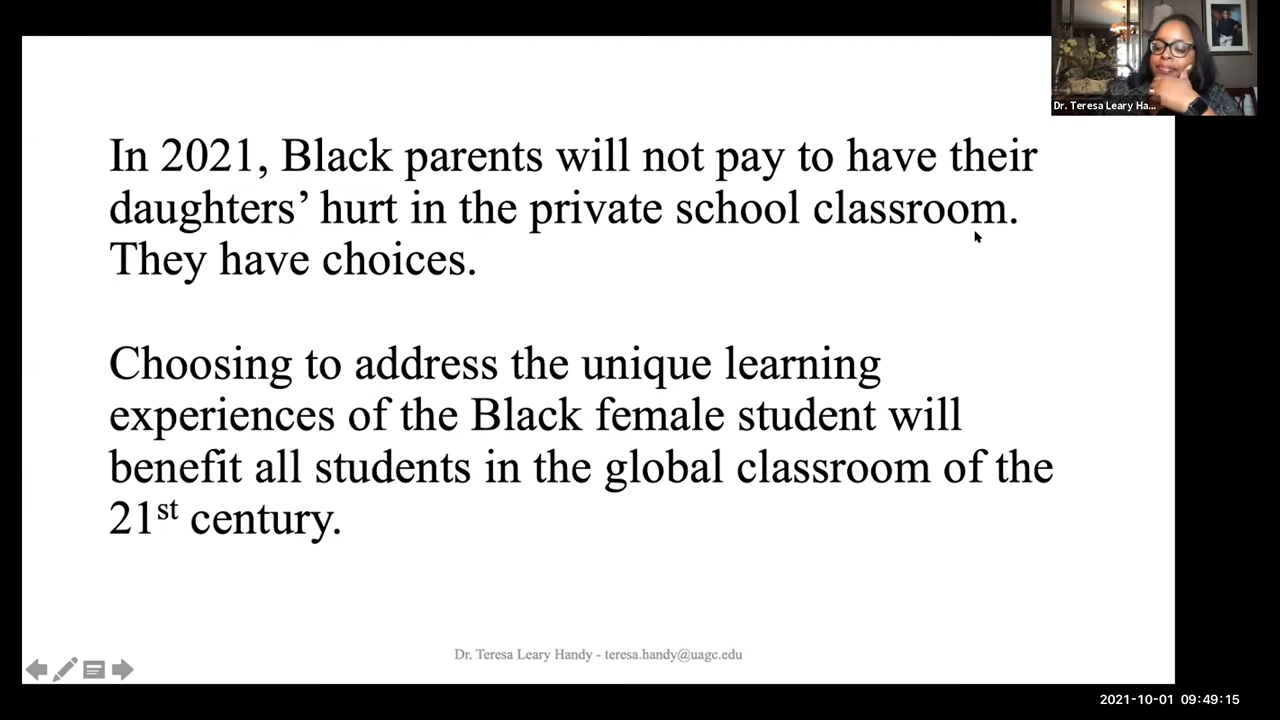 Dr. Teresa Leary Ha...
In 2021, Black parents will not pay to have their
daughters’ hurt in the private school classroom.
They have choices.
Choosing to address the unique learning
experiences of the Black female student will
benefit all students in the global classroom of the
21st century.
Dr. Teresa Leary Handy - teresa.handy@uagc.edu
2021-10-01 09:49:15